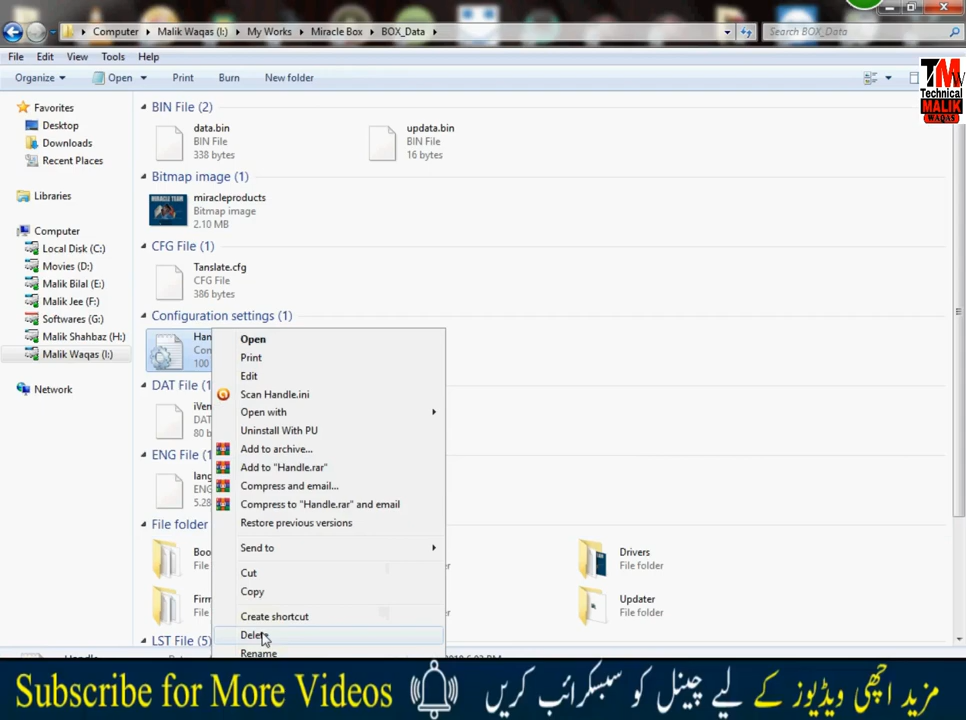 Computer ▸ Malik Waqas (I:) ▸ My Works ▸ Miracle Box ▸ BOX_Data ▸
Search BOX_Data
File Edit View Tools Help
Organize Open Print Burn New folder
TMW
Technical
MALIK
WAQAS
Favorites
Desktop
Downloads
Recent Places
Libraries
Computer
Local Disk (C:)
Movies (D:)
Malik Bilal (E:)
Malik Jee (F:)
Softwares (G:)
Malik Shahbaz (H:)
Malik Waqas (I:)
Network
BIN File (2)
data.bin
BIN File
338 bytes
updata.bin
BIN File
16 bytes
Bitmap image (1)
miracleproducts
Bitmap image
2.10 MB
CFG File (1)
Tanslate.cfg
CFG File
386 bytes
Configuration settings (1)
Han
Con
100
DAT File (1
iVen
DAT
80 b
ENG File (
lang
ENG
5.28
File folder
Boo
er
Drivers
File folder
Firm
er
Updater
File folder
LST File (5)
Open
Print
Edit
Scan Handle.ini
Open with
Uninstall With PU
Add to archive...
Add to "Handle.rar"
Compress and email...
Compress to "Handle.rar" and email
Restore previous versions
Send to
Cut
Copy
Create shortcut
Delete
Rename
Subscribe for More Videos
مزید اچھی ویڈیوز کے لیے چینل کو سبسکرائب کریں